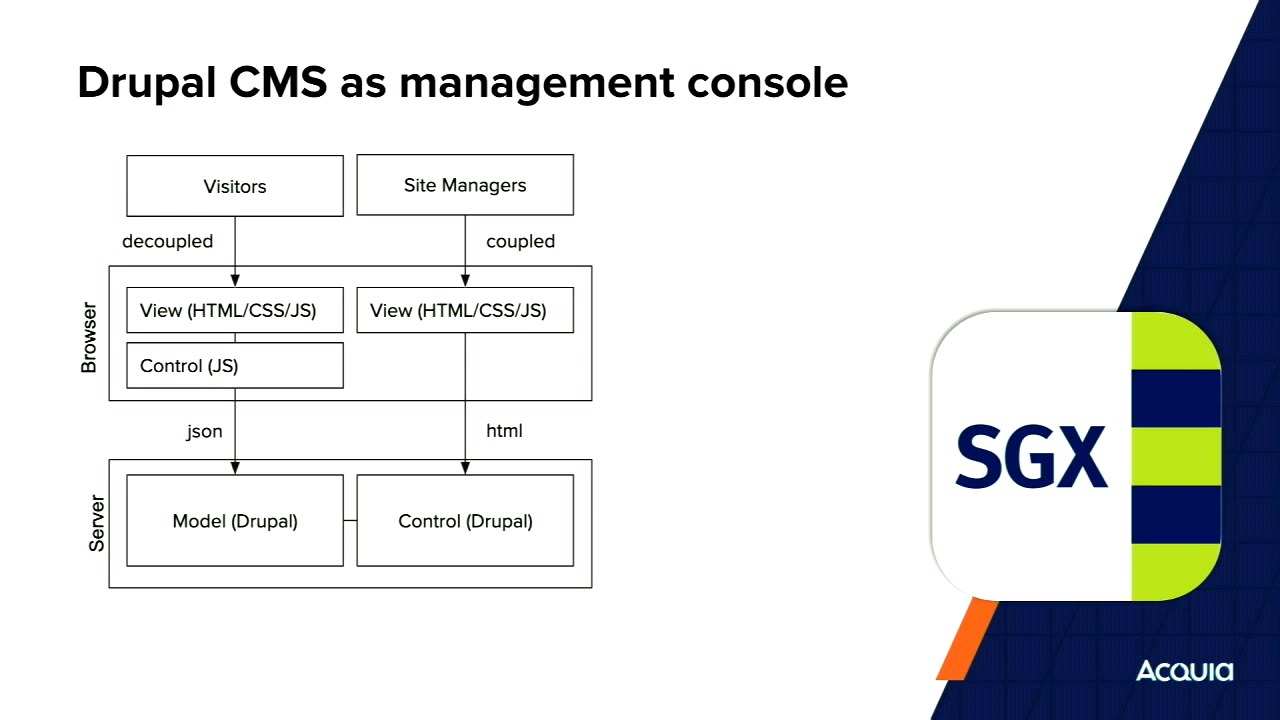 Drupal CMS as management console
Visitors
Site Managers
decoupled
coupled
Browser
View (HTML/CSS/JS)
View (HTML/CSS/JS)
Control (JS)
json
html
Server
Model (Drupal)
Control (Drupal)
SGX
Acquia